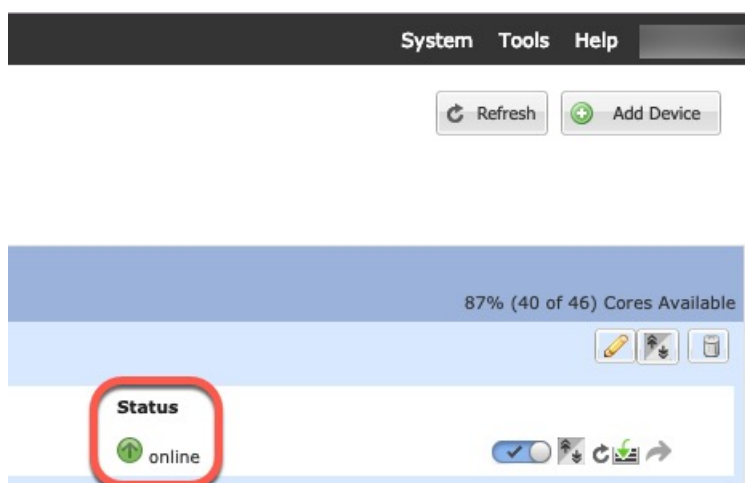 System Tools Help
Refresh Add Device
87% (40 of 46) Cores Available
Status
online